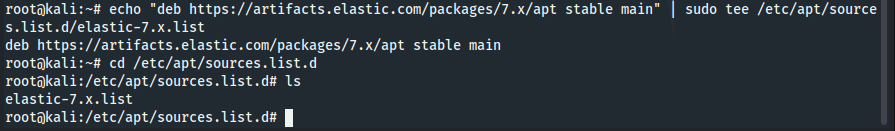 root@kali:~# echo "deb https://artifacts.elastic.com/packages/7.x/apt stable main" | sudo tee /etc/apt/source
s.list.d/elastic-7.x.list
deb https://artifacts.elastic.com/packages/7.x/apt stable main
root@kali:~# cd /etc/apt/sources.list.d
root@kali:/etc/apt/sources.list.d# ls
elastic-7.x.list
root@kali:/etc/apt/sources.list.d#